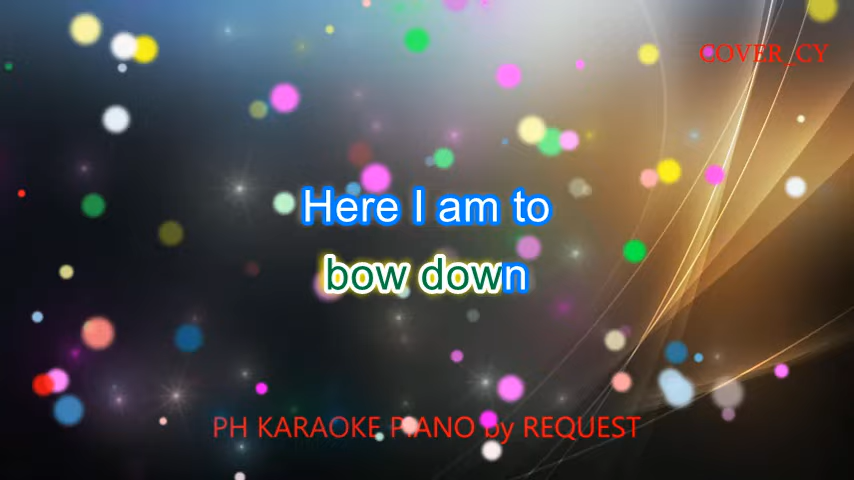 COVER_CY
Here I am to
bow down
PH KARAOKE PIANO by REQUEST